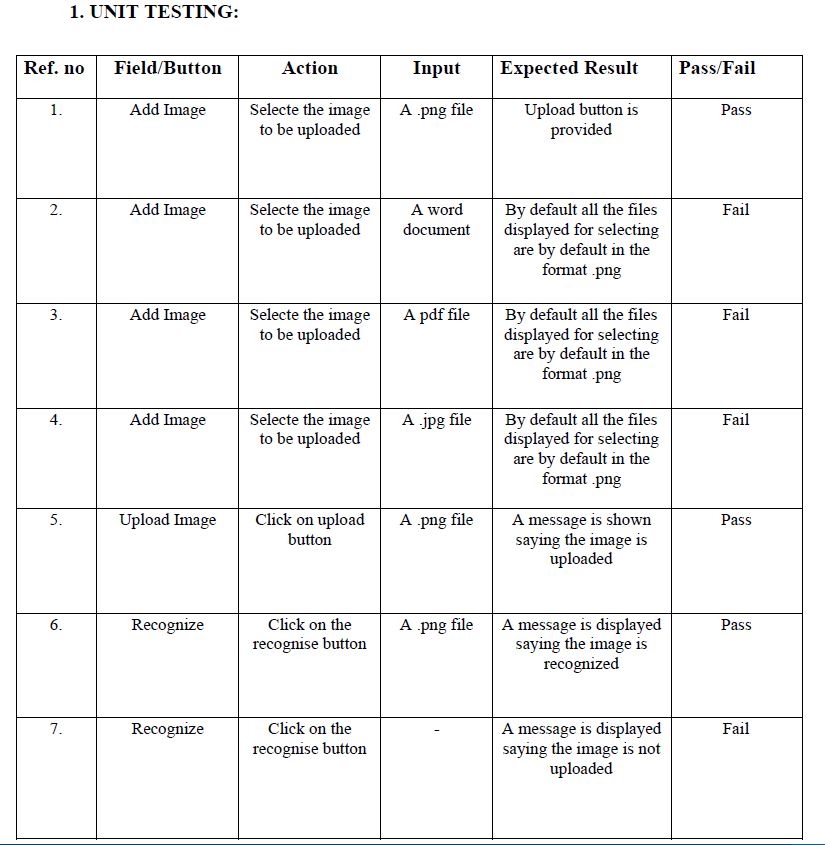 1. UNIT TESTING:
Ref. no Field/Button Action Input Expected Result Pass/Fail
1. Add Image Selecte the image A .png file Upload button is Pass
to be uploaded provided
2. Add Image Selecte the image A word By default all the files Fail
to be uploaded document displayed for selecting
are by default in the
format .png
3. Add Image Selecte the image A pdf file By default all the files Fail
to be uploaded displayed for selecting
are by default in the
format .png
4. Add Image Selecte the image A .jpg file By default all the files Fail
to be uploaded displayed for selecting
are by default in the
format .png
5. Upload Image Click on upload A .png file A message is shown Pass
button saying the image is
uploaded
6. Recognize Click on the A .png file A message is displayed Pass
recognise button saying the image is
recognized
7. Recognize Click on the - A message is displayed Fail
recognise button saying the image is not
uploaded